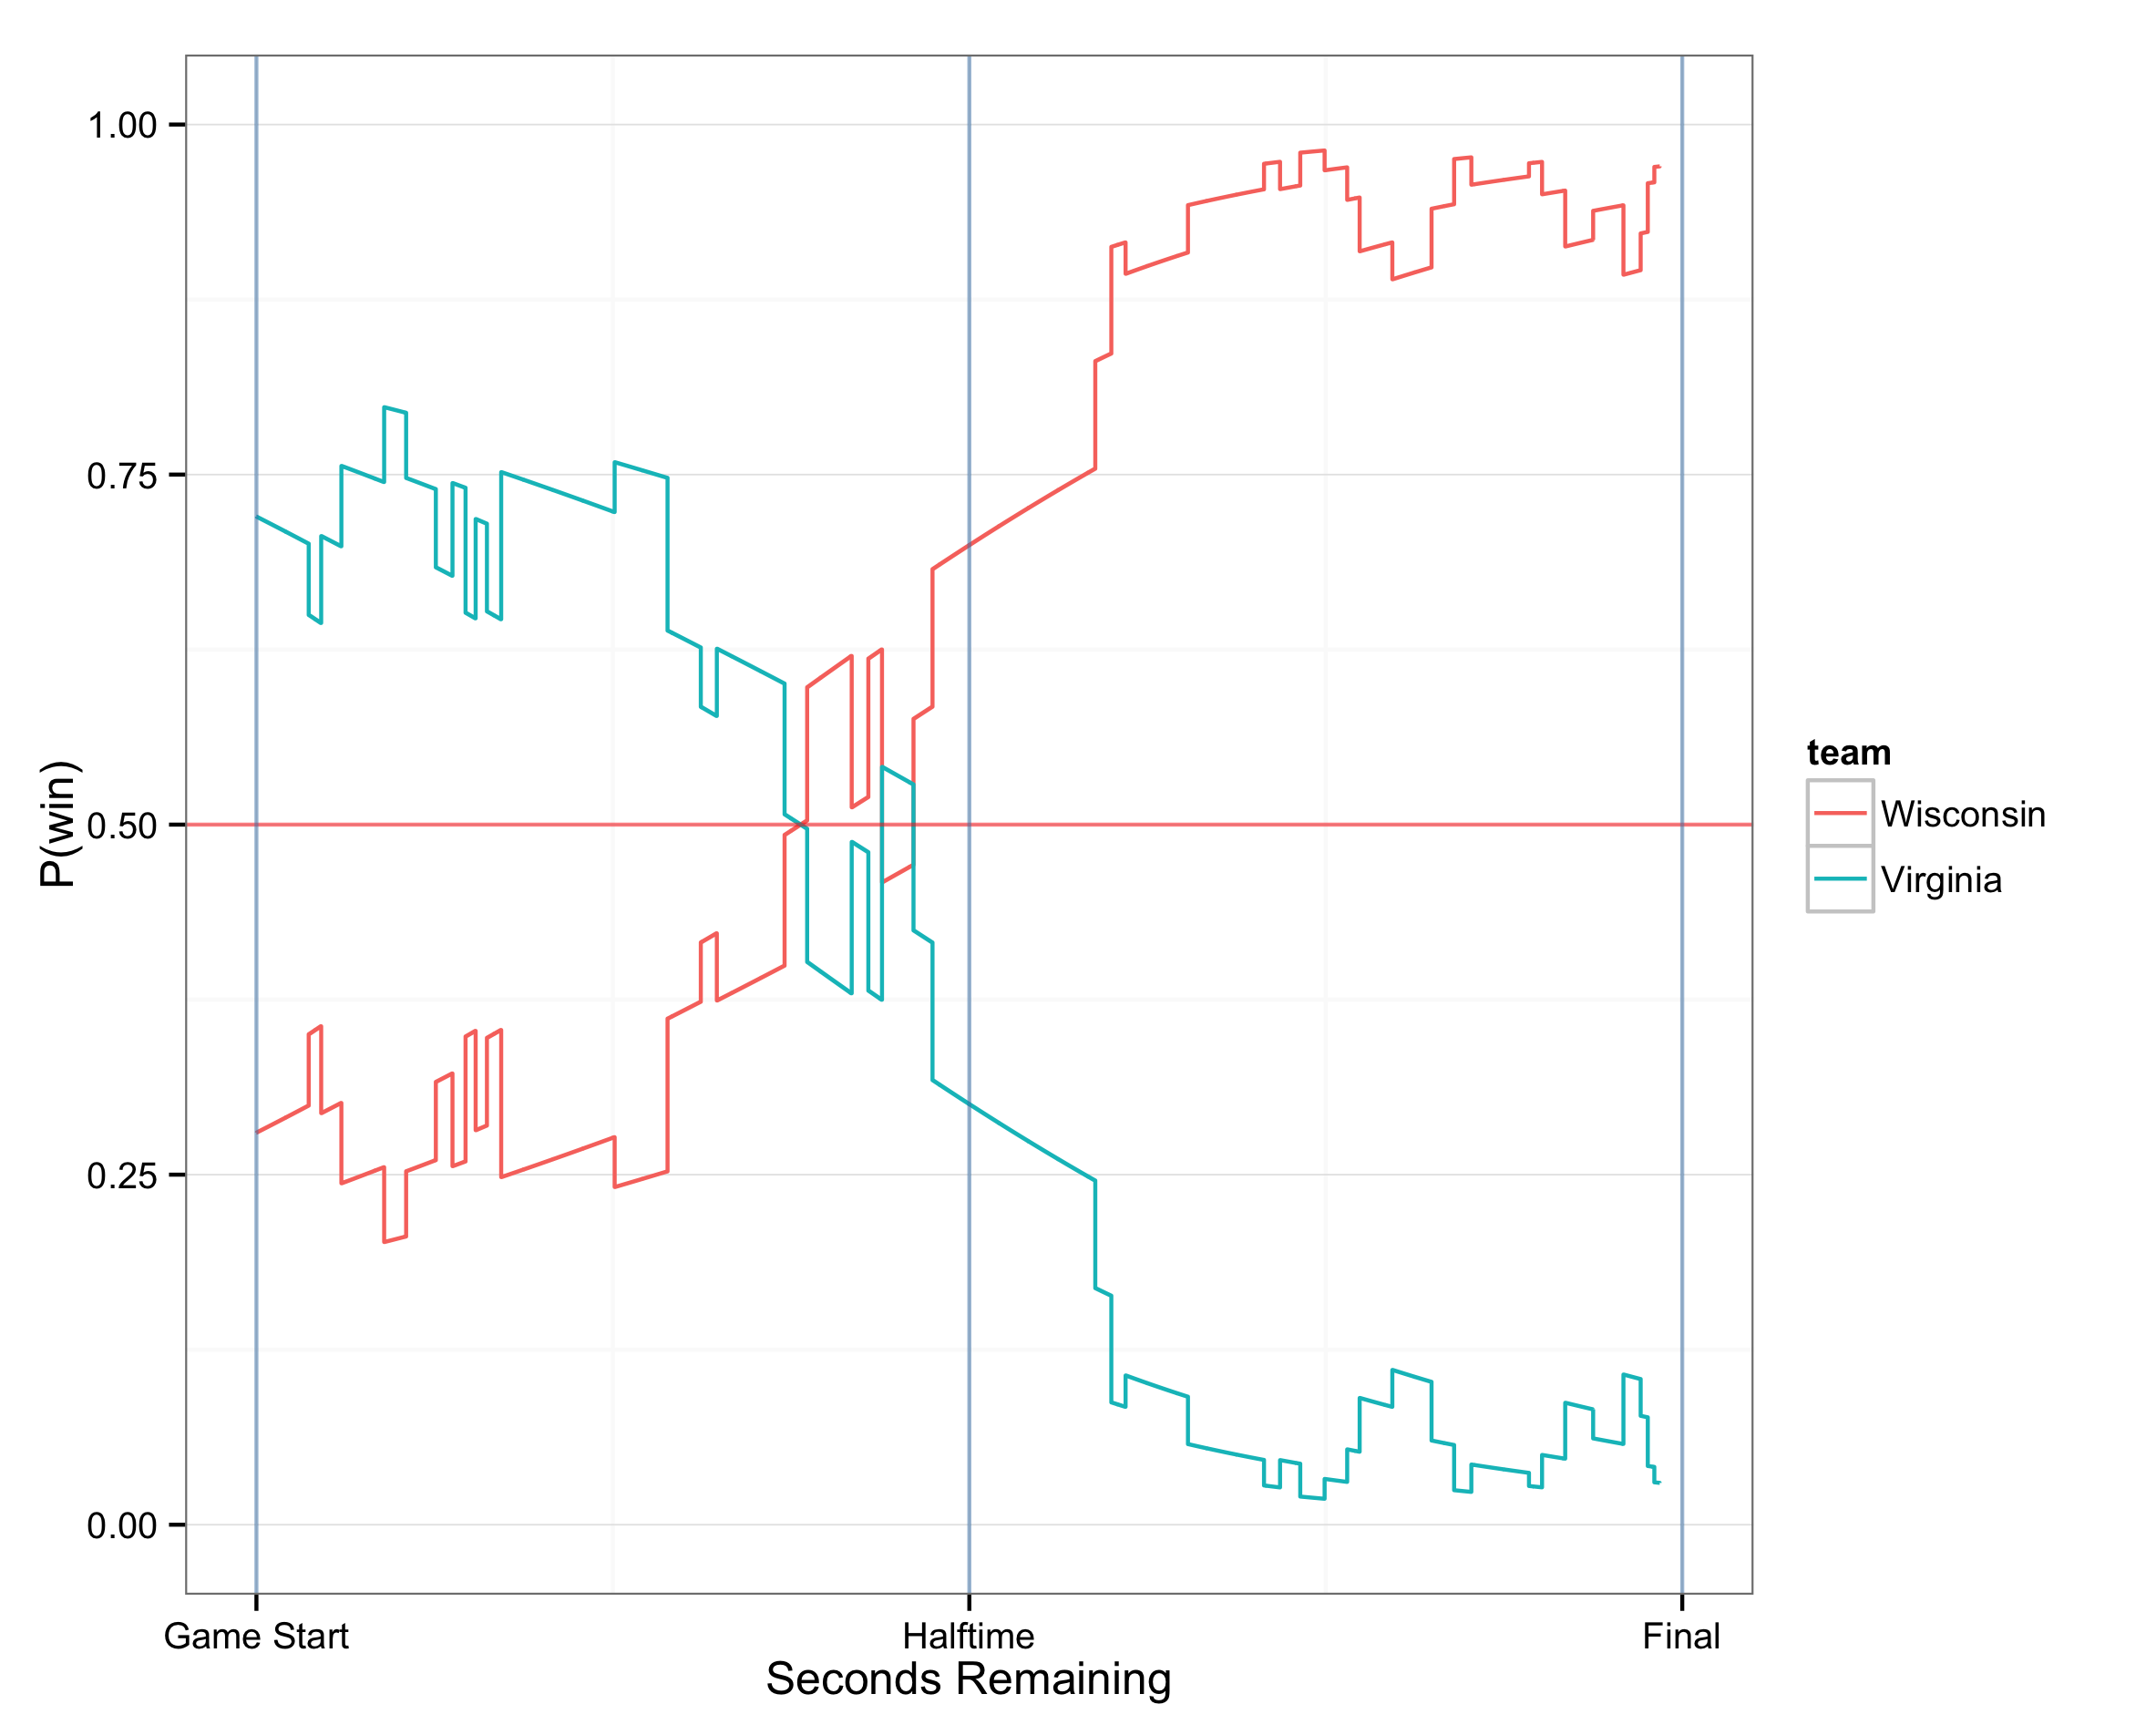 1.00
0.75
0.50
0.25
0.00
P(win)
Game Start
Halftime
Final
Seconds Remaining
team
Wisconsin
Virginia